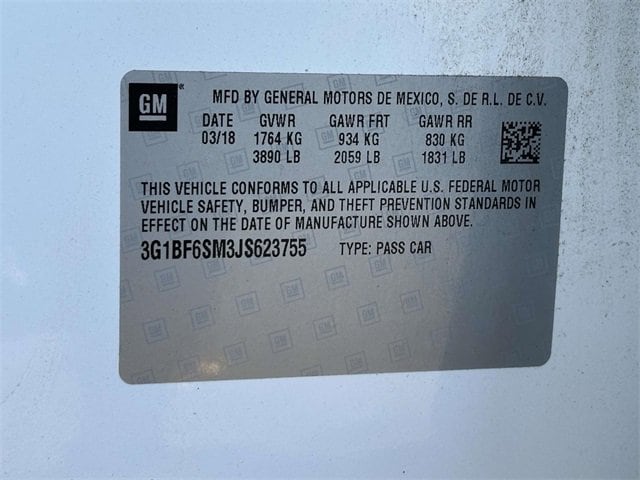 GM
MFD BY GENERAL MOTORS DE MEXICO, S. DE R.L. DE C.V.
DATE GVWR GAWR FRT GAWR RR
03/18 1764 KG 934 KG 830 KG
3890 LB 2059 LB 1831 LB
THIS VEHICLE CONFORMS TO ALL APPLICABLE U.S. FEDERAL MOTOR
VEHICLE SAFETY, BUMPER, AND THEFT PREVENTION STANDARDS IN
EFFECT ON THE DATE OF MANUFACTURE SHOWN ABOVE.
3G1BF6SM3JS623755 TYPE: PASS CAR